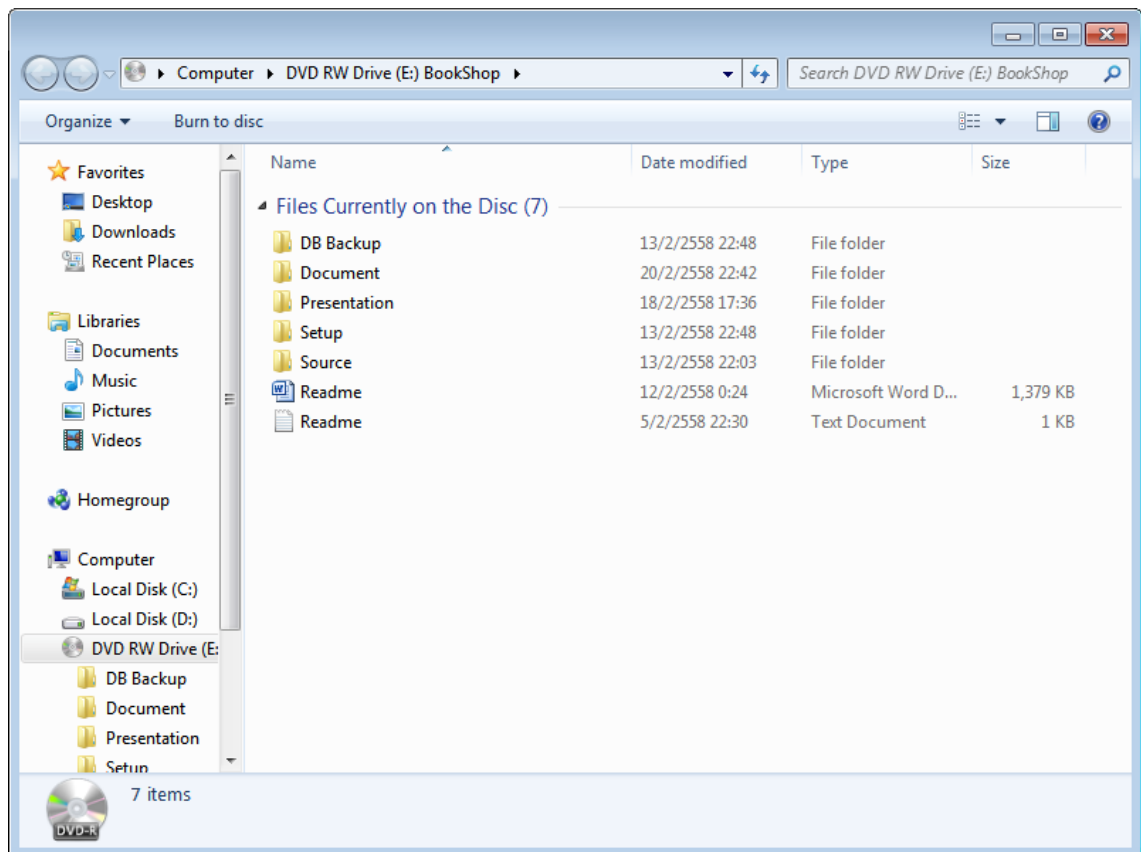 Computer DVD RW Drive (E:) BookShop
Search DVD RW Drive (E:) BookShop
Organize Burn to disc
Name Date modified Type Size
Favorites
Desktop
Downloads
Recent Places
Libraries
Documents
Music
Pictures
Videos
Homegroup
Computer
Local Disk (C:)
Local Disk (D:)
DVD RW Drive (E:
DB Backup
Document
Presentation
Setup
Files Currently on the Disc (7)
DB Backup 13/2/2558 22:48 File folder
Document 20/2/2558 22:42 File folder
Presentation 18/2/2558 17:36 File folder
Setup 13/2/2558 22:48 File folder
Source 13/2/2558 22:03 File folder
Readme 12/2/2558 0:24 Microsoft Word D... 1,379 KB
Readme 5/2/2558 22:30 Text Document 1 KB
7 items
DVD-R